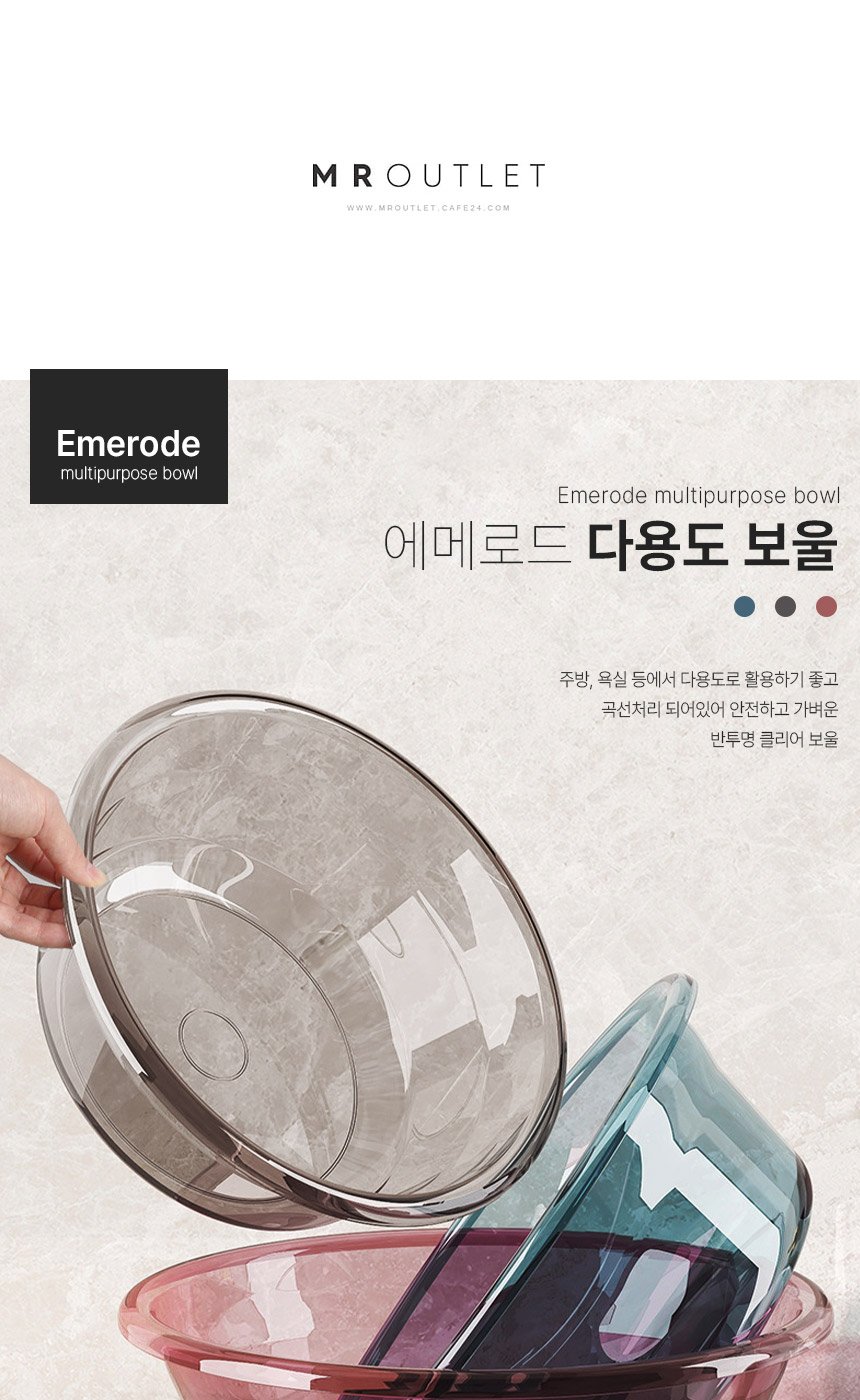 MR OUTLET
WWW.MROUTLET.CAFE24.COM
Emerode
multipurpose bowl
Emerode multipurpose bowl
에메로드 다용도 보울
주방, 욕실 등에서 다용도로 활용하기 좋고
곡선처리 되어있어 안전하고 가벼운
반투명 클리어 보울